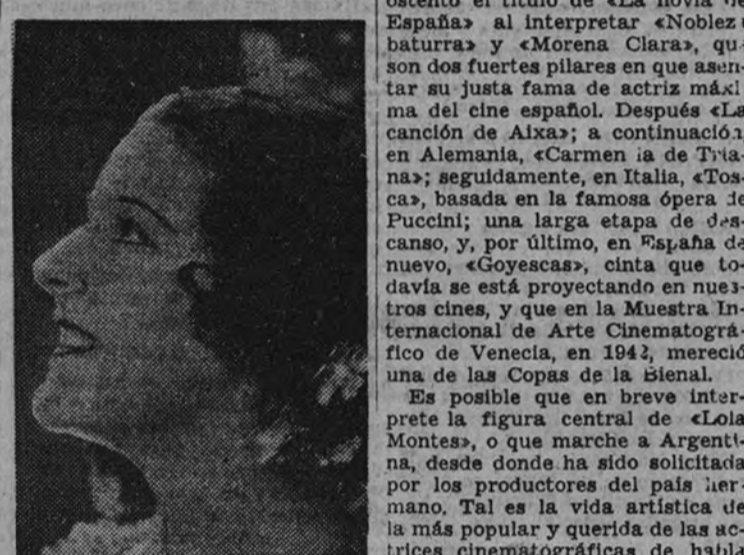 ostentó el título de «La novia de
España» al interpretar «Nobleza
baturra» y «Morena Clara», que
son dos fuertes pilares en que asen-
tar su justa fama de actriz máxi
ma del cine español. Después «La
canción de Aixa»; a continuación
en Alemania, «Carmen la de Tria-
na»; seguidamente, en Italia, «Tos-
ca», basada en la famosa ópera de
Puccini; una larga etapa de des-
canso, y, por último, en España de
nuevo, «Goyescas», cinta que to-
davía se está proyectando en nues-
tros cines, y que en la Muestra In-
ternacional de Arte Cinematográ-
fico de Venecia, en 1942, mereció
una de las Copas de la Bienal.
Es posible que en breve inter-
prete la figura central de «Lola
Montes», o que marche a Argenti-
na, desde donde ha sido solicitada
por los productores del país her-
mano. Tal es la vida artística de
la más popular y querida de las ac-
trices cinematográficas de habla